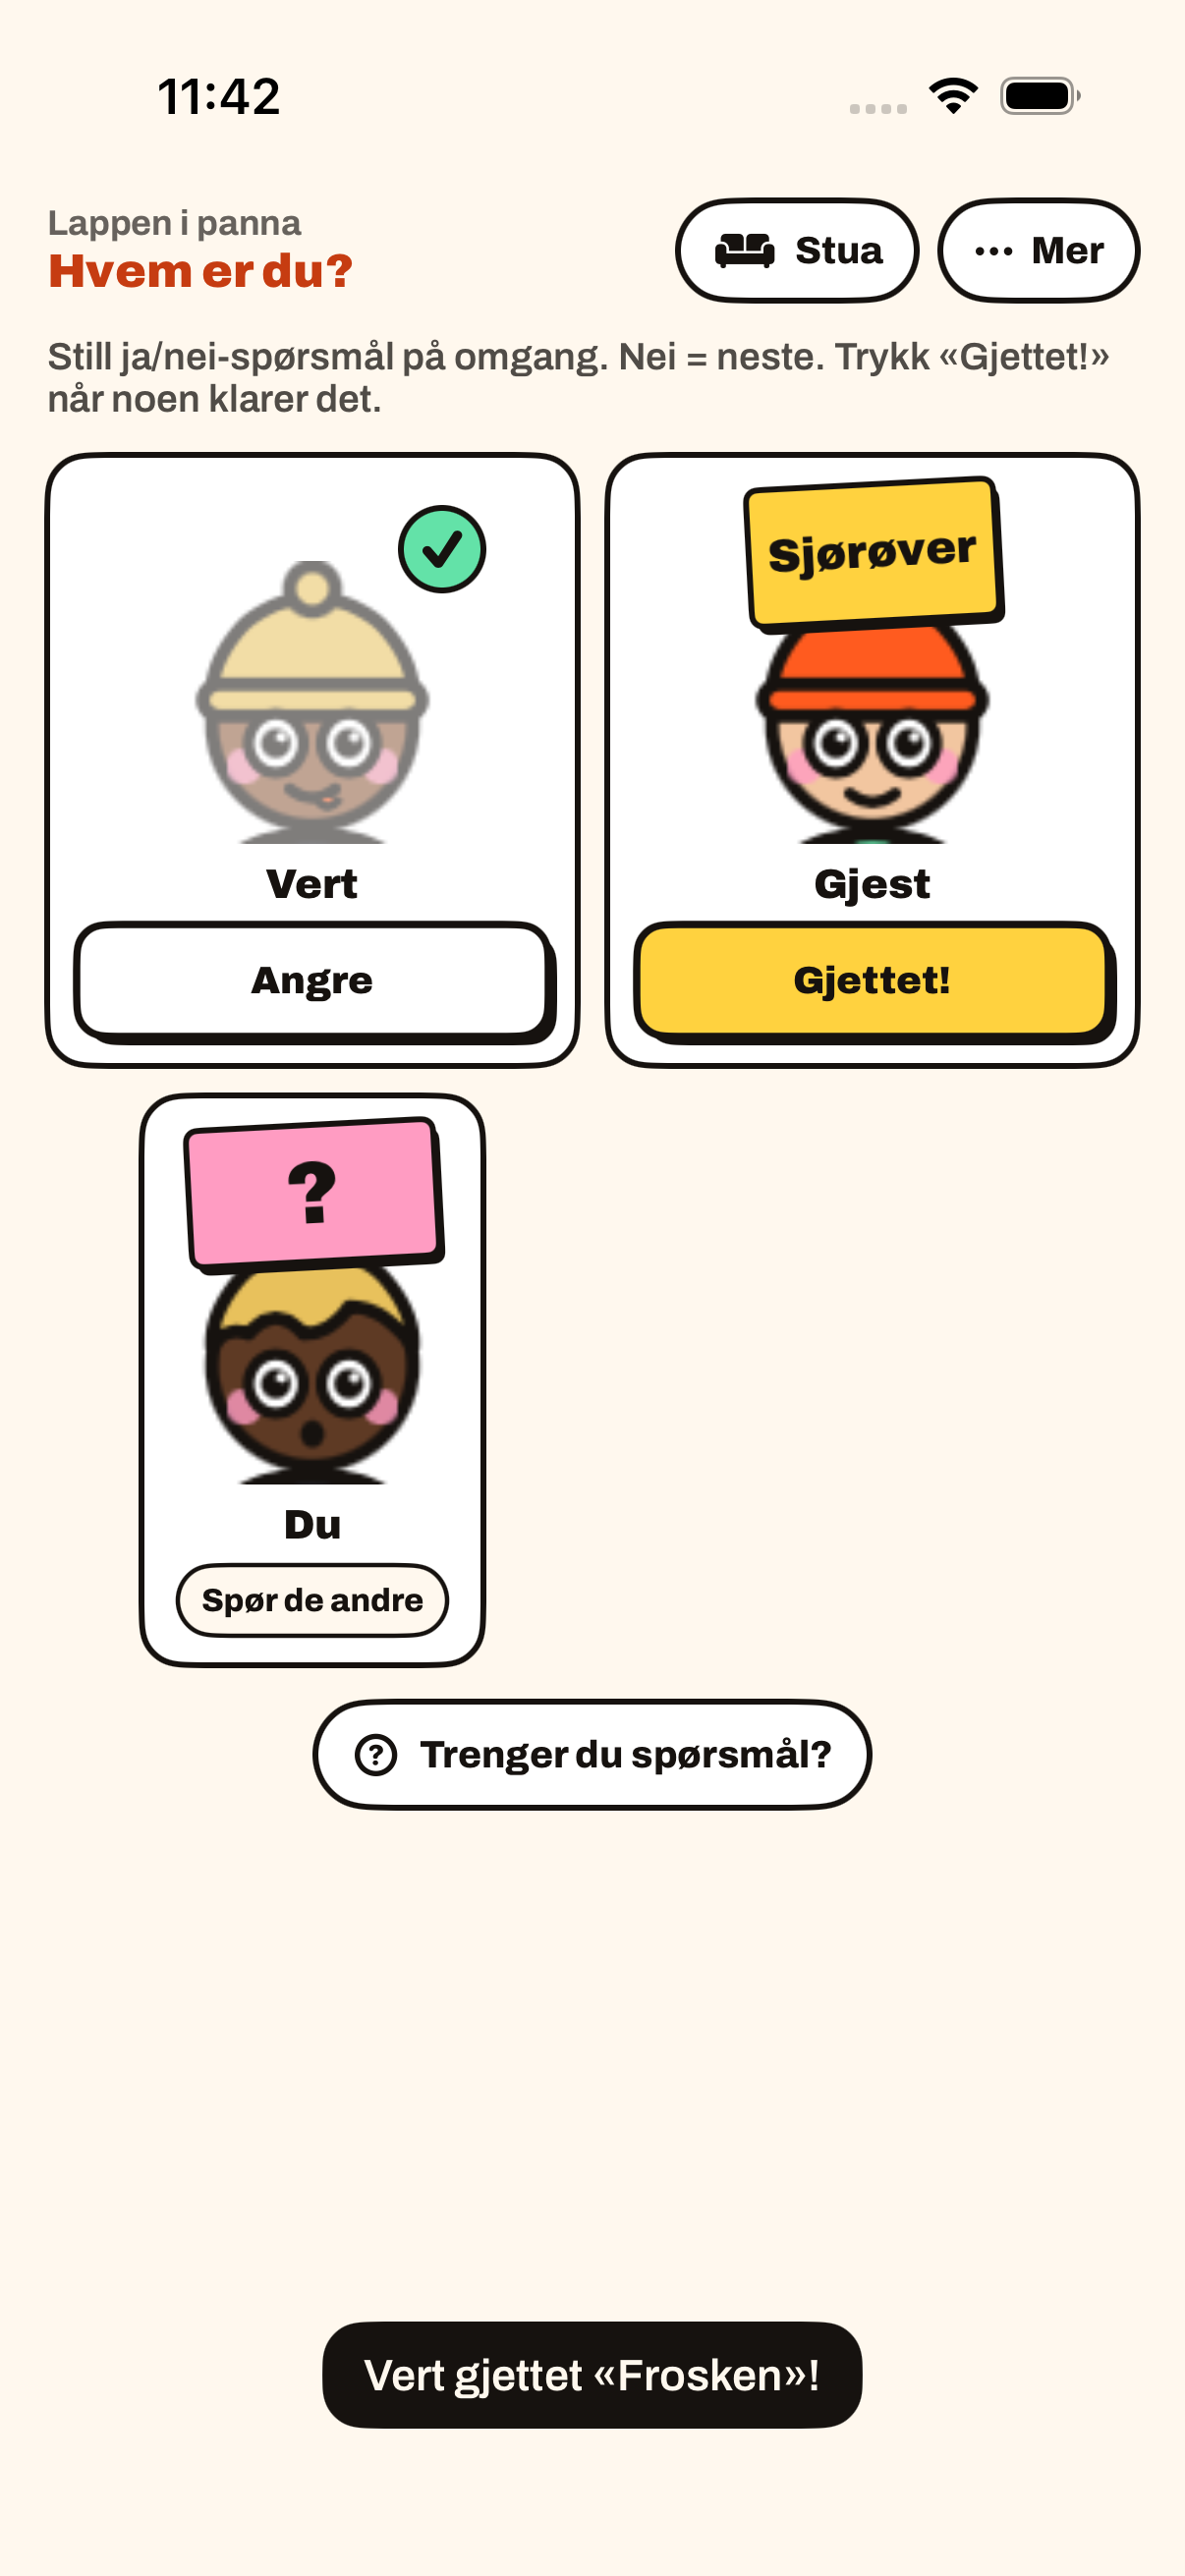 11:42
Lappen i panna
Hvem er du?
Stua
Mer
Still ja/nei-spørsmål på omgang. Nei = neste. Trykk «Gjettet!»
når noen klarer det.
Sjørøver
Vert
Gjest
Angre
Gjettet!
?
Du
Spør de andre
? Trenger du spørsmål?
Vert gjettet «Frosken»!